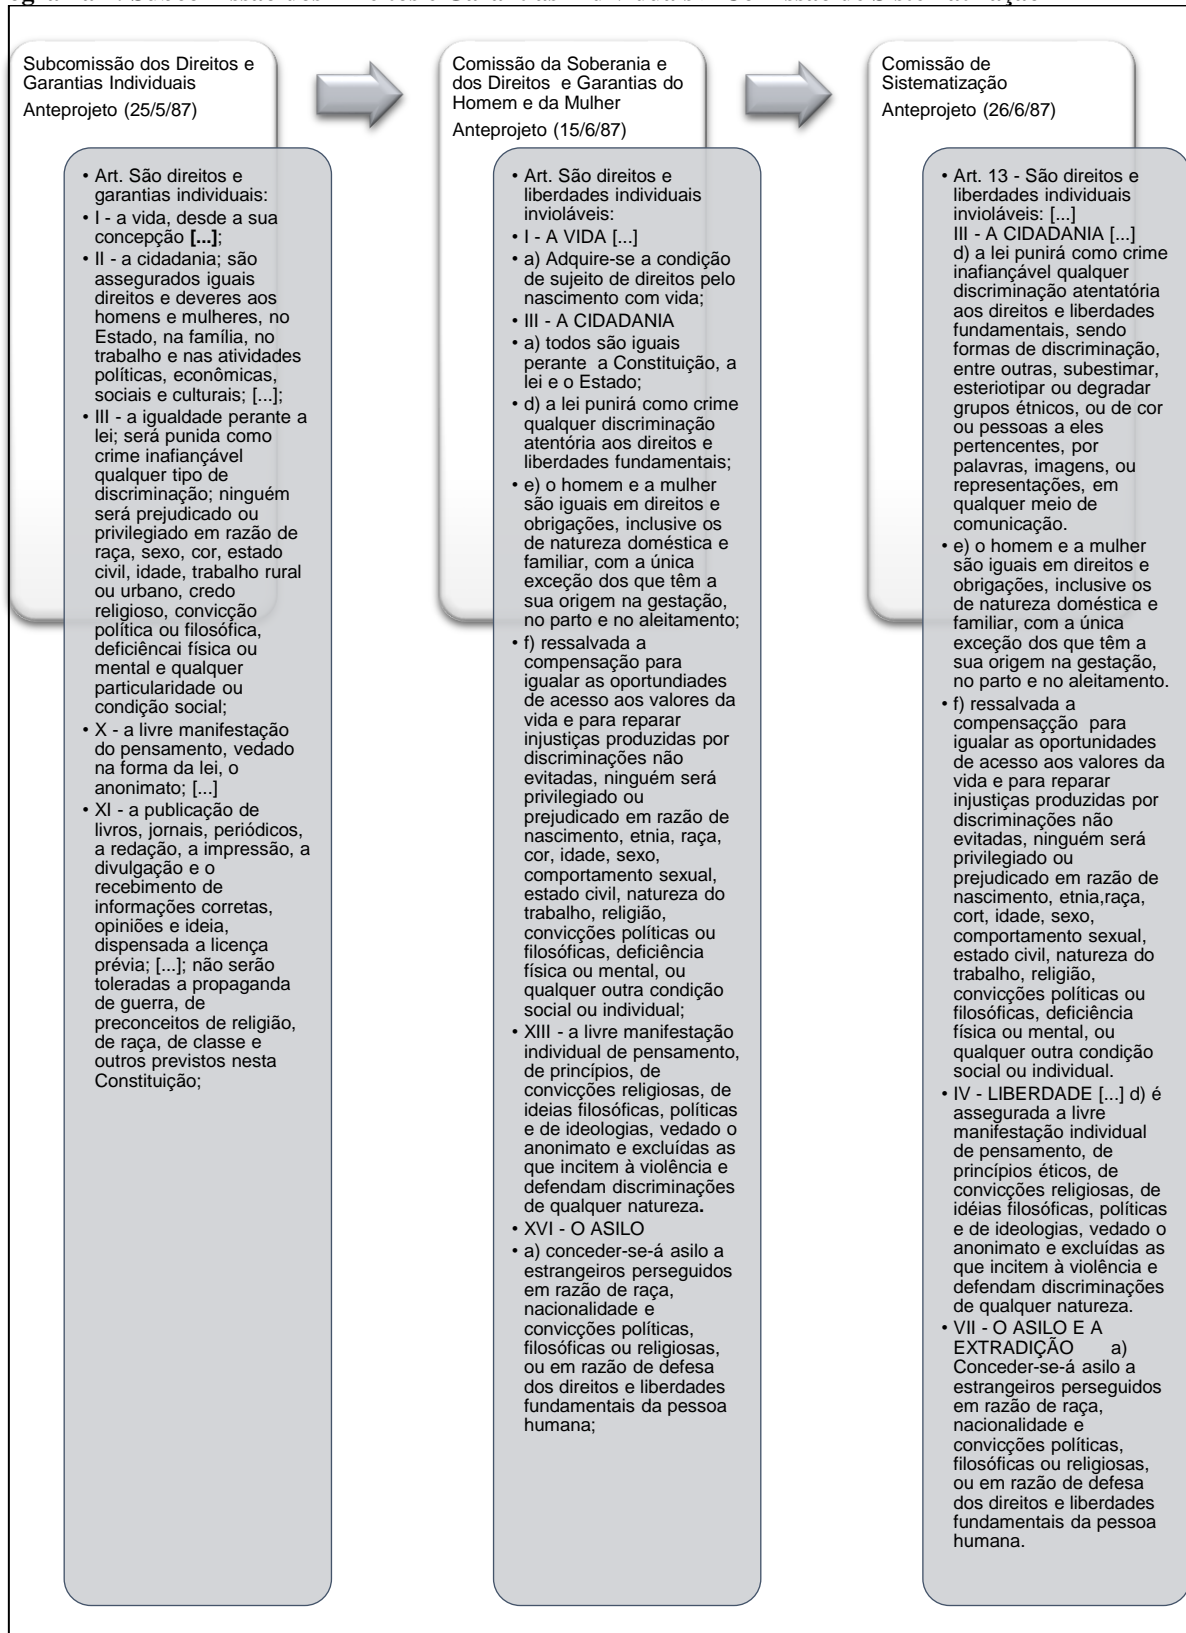 Subcomissão dos Direitos e
Garantias Individuais
Anteprojeto (25/5/87)
• Art. São direitos e
garantias individuais:
• I - a vida, desde a sua
concepção [...];
• II - a cidadania; são
assegurados iguais
direitos e deveres aos
homens e mulheres, no
Estado, na família, no
trabalho e nas atividades
políticas, econômicas,
sociais e culturais; [...];
• III - a igualdade perante a
lei; será punida como
crime inafiançável
qualquer tipo de
discriminação; ninguém
será prejudicado ou
privilegiado em razão de
raça, sexo, cor, estado
civil, idade, trabalho rural
ou urbano, credo
religioso, convicção
política ou filosófica,
deficiêncai física ou
mental e qualquer
particularidade ou
condição social;
• X - a livre manifestação
do pensamento, vedado
na forma da lei, o
anonimato; [...]
• XI - a publicação de
livros, jornais, periódicos,
a redação, a impressão, a
divulgação e o
recebimento de
informações corretas,
opiniões e ideia,
dispensada a licença
prévia; [...]; não serão
toleradas a propaganda
de guerra, de
preconceitos de religião,
de raça, de classe e
outros previstos nesta
Constituição;
Comissão da Soberania e
dos Direitos e Garantias do
Homem e da Mulher
Anteprojeto (15/6/87)
• Art. São direitos e
liberdades individuais
invioláveis:
• I - A VIDA [...]
• a) Adquire-se a condição
de sujeito de direitos pelo
nascimento com vida;
• III - A CIDADANIA
• a) todos são iguais
perante a Constituição, a
lei e o Estado;
• d) a lei punirá como crime
qualquer discriminação
atentória aos direitos e
liberdades fundamentais;
• e) o homem e a mulher
são iguais em direitos e
obrigações, inclusive os
de natureza doméstica e
familiar, com a única
exceção dos que têm a
sua origem na gestação,
no parto e no aleitamento;
• f) ressalvada a
compensação para
igualar as oportundiades
de acesso aos valores da
vida e para reparar
injustiças produzidas por
discriminações não
evitadas, ninguém será
privilegiado ou
prejudicado em razão de
nascimento, etnia, raça,
cor, idade, sexo,
comportamento sexual,
estado civil, natureza do
trabalho, religião,
convicções políticas ou
filosóficas, deficiência
física ou mental, ou
qualquer outra condição
social ou individual;
• XIII - a livre manifestação
individual de pensamento,
de princípios, de
convicções religiosas, de
ideias filosóficas, políticas
e de ideologias, vedado o
anonimato e excluídas as
que incitem à violência e
defendam discriminações
de qualquer natureza.
• XVI - O ASILO
• a) conceder-se-á asilo a
estrangeiros perseguidos
em razão de raça,
nacionalidade e
convicções políticas,
filosóficas ou religiosas,
ou em razão de defesa
dos direitos e liberdades
fundamentais da pessoa
humana;
Comissão de
Sistematização
Anteprojeto (26/6/87)
• Art. 13 - São direitos e
liberdades individuais
invioláveis: [...]
III - A CIDADANIA [...]
d) a lei punirá como crime
inafiançável qualquer
discriminação atentatória
aos direitos e liberdades
fundamentais, sendo
formas de discriminação,
entre outras, subestimar,
esteriotipar ou degradar
grupos étnicos, ou de cor
ou pessoas a eles
pertencentes, por
palavras, imagens, ou
representações, em
qualquer meio de
comunicação.
• e) o homem e a mulher
são iguais em direitos e
obrigações, inclusive os
de natureza doméstica e
familiar, com a única
exceção dos que têm a
sua origem na gestação,
no parto e no aleitamento.
• f) ressalvada a
compensaçção para
igualar as oportunidades
de acesso aos valores da
vida e para reparar
injustiças produzidas por
discriminações não
evitadas, ninguém será
privilegiado ou
prejudicado em razão de
nascimento, etnia,raça,
cort, idade, sexo,
comportamento sexual,
estado civil, natureza do
trabalho, religião,
convicções políticas ou
filosóficas, deficiência
física ou mental, ou
qualquer outra condição
social ou individual.
• IV - LIBERDADE [...] d) é
assegurada a livre
manifestação individual
de pensamento, de
princípios éticos, de
convicções religiosas, de
idéias filosóficas, políticas
e de ideologias, vedado o
anonimato e excluídas as
que incitem à violência e
defendam discriminações
de qualquer natureza.
• VII - O ASILO E A
EXTRADIÇÃO a)
Conceder-se-á asilo a
estrangeiros perseguidos
em razão de raça,
nacionalidade e
convicções políticas,
filosóficas ou religiosas,
ou em razão de defesa
dos direitos e liberdades
fundamentais da pessoa
humana.